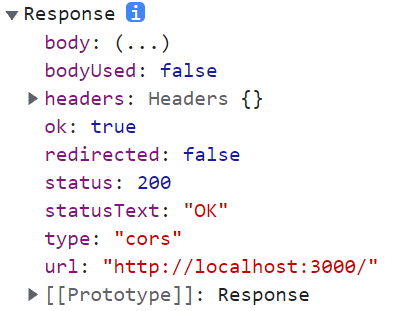 Response i
body: (...)
bodyUsed: false
headers: Headers {}
ok: true
redirected: false
status: 200
statusText: "OK"
type: "cors"
url: "http://localhost:3000/"
[[Prototype]]: Response